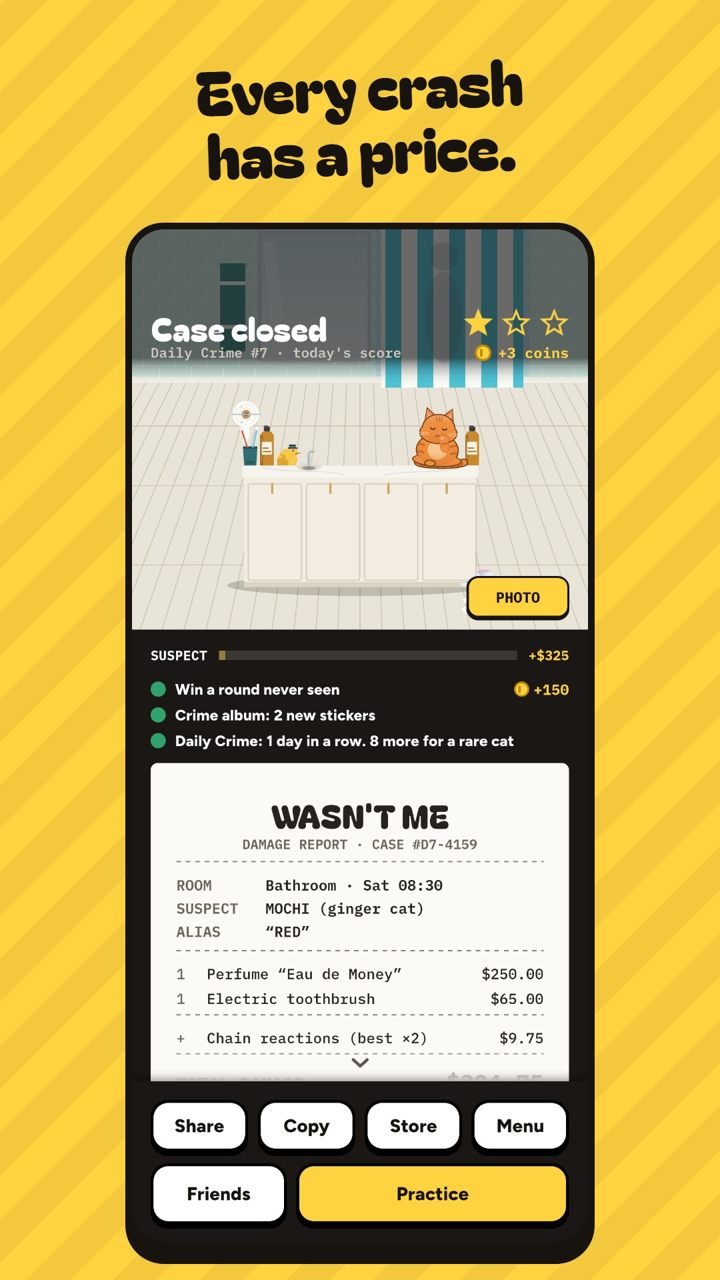 Every crash
has a price.
Case closed
Daily Crime #7 · today's score
+3 coins
PHOTO
SUSPECT
+$325
Win a round never seen
+150
Crime album: 2 new stickers
Daily Crime: 1 day in a row. 8 more for a rare cat
WASN'T ME
DAMAGE REPORT · CASE #D7-4159
ROOM Bathroom · Sat 08:30
SUSPECT MOCHI (ginger cat)
ALIAS “RED”
1 Perfume “Eau de Money” $250.00
1 Electric toothbrush $65.00
+ Chain reactions (best ×2) $9.75
Share Copy Store Menu
Friends Practice